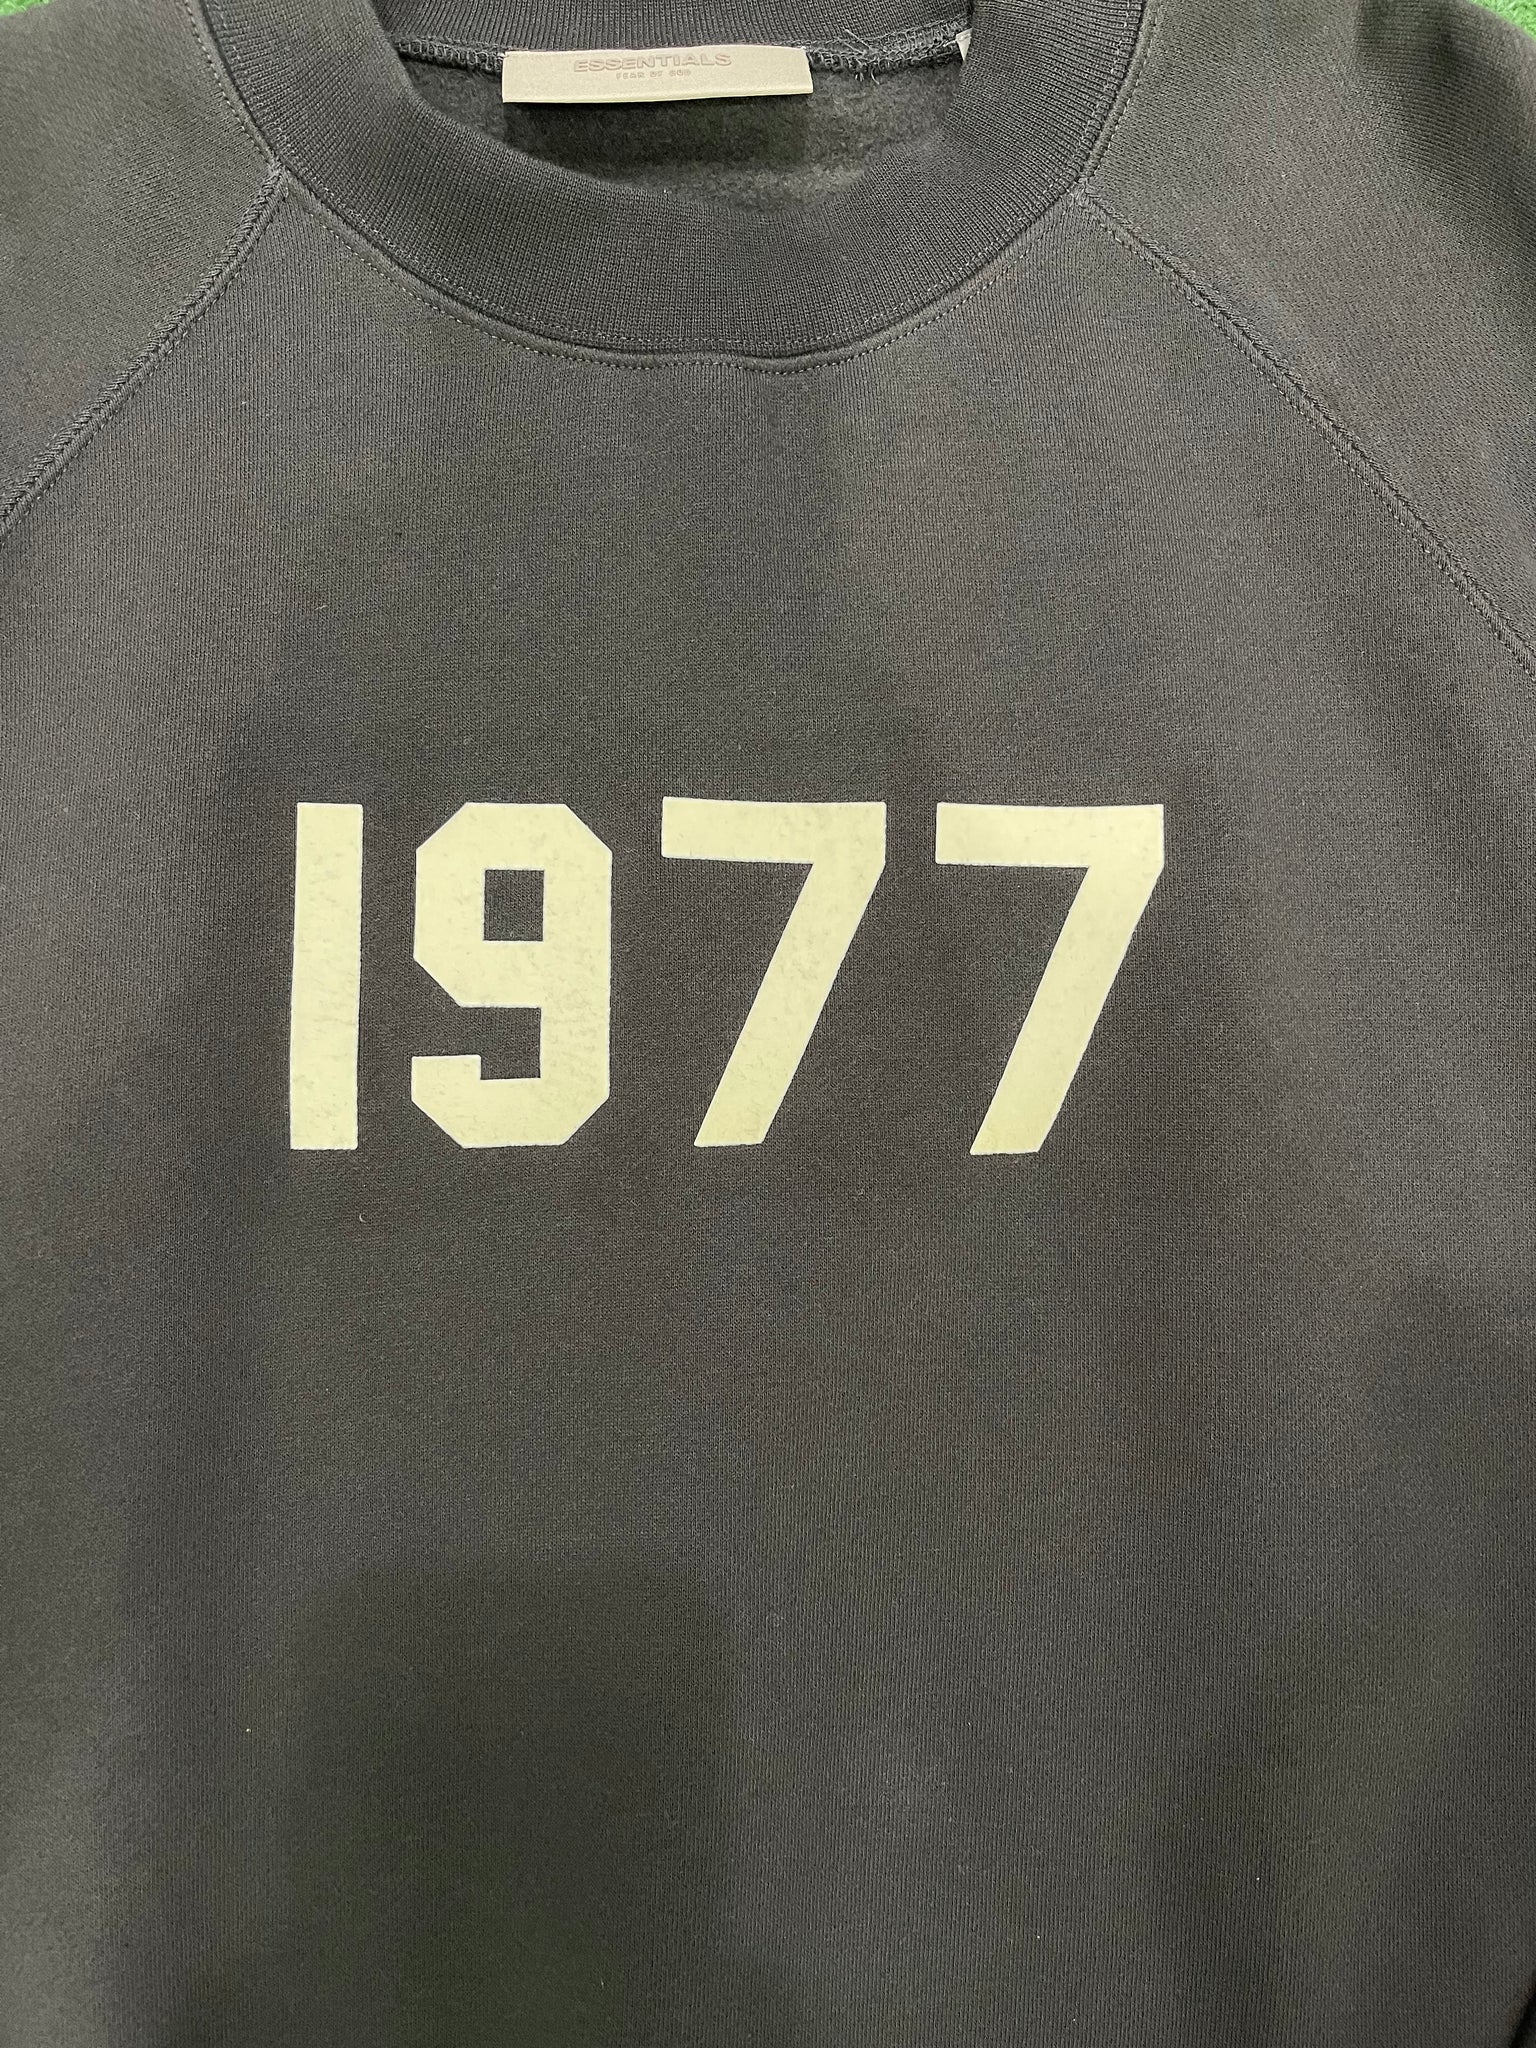 ESSENTIALS
FEAR OF GOD
1977